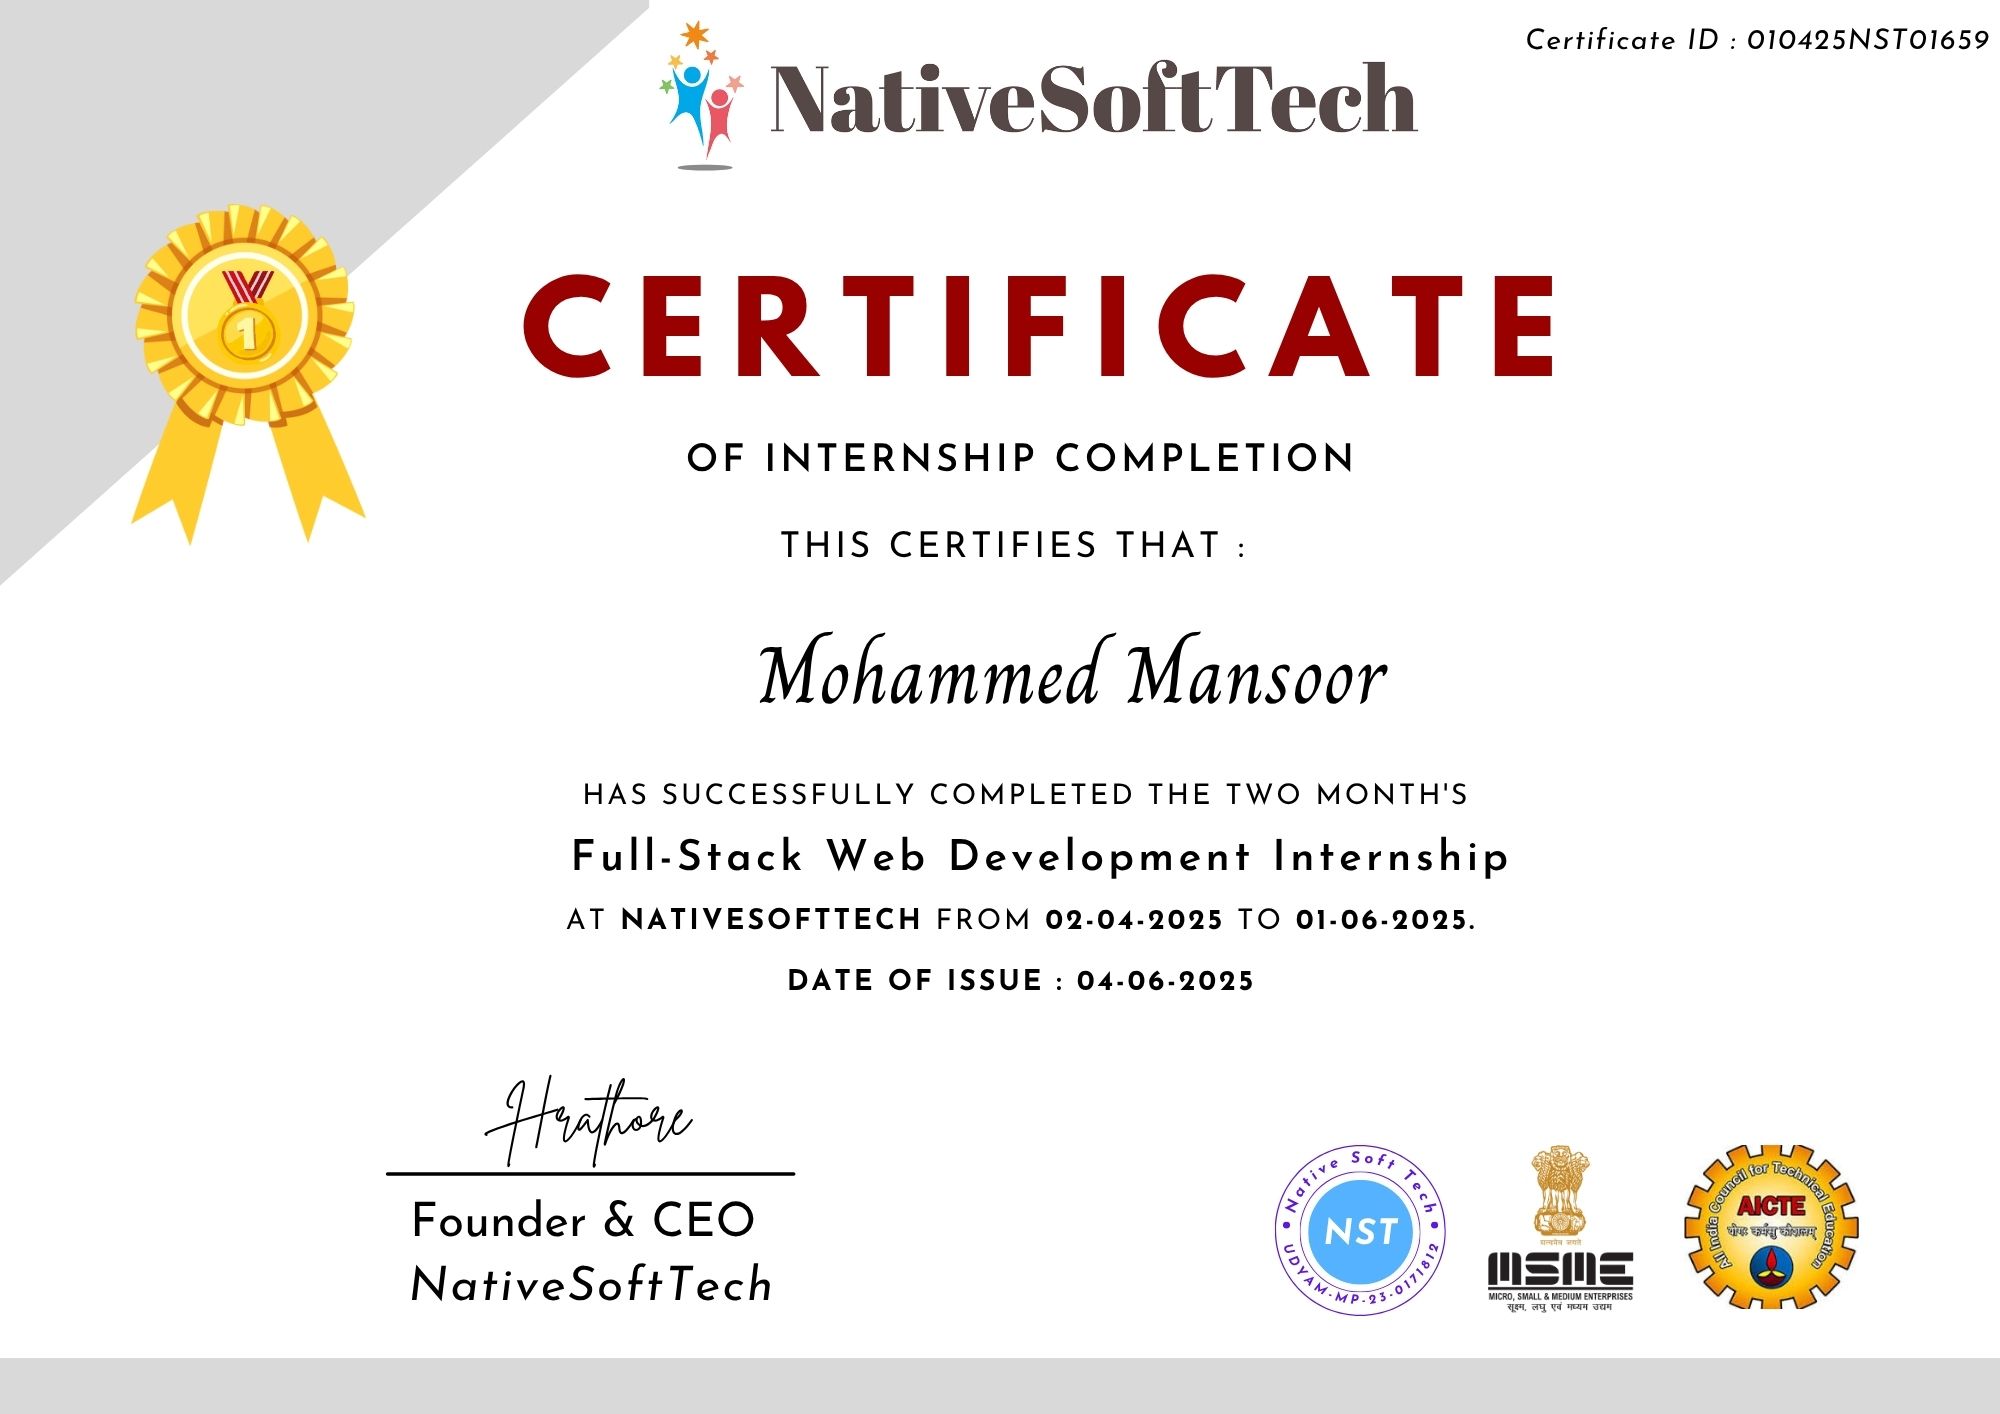 Certificate ID : 010425NST01659
NativeSoftTech
CERTIFICATE
OF INTERNSHIP COMPLETION
THIS CERTIFIES THAT :
Mohammed Mansoor
HAS SUCCESSFULLY COMPLETED THE TWO MONTH'S
Full-Stack Web Development Internship
AT NATIVESOFTTECH FROM 02-04-2025 TO 01-06-2025.
DATE OF ISSUE : 04-06-2025
1
Hrathore
Founder & CEO
NativeSoftTech
Native Soft Tech
NST
UDYAM-MP-23-0171812
सत्यमेव जयते
MSME
MICRO, SMALL & MEDIUM ENTERPRISES
सूक्ष्म, लघु एवं मध्यम उद्यम
All India Council for Technical Education
AICTE
योगः कर्मसु कौशलम्